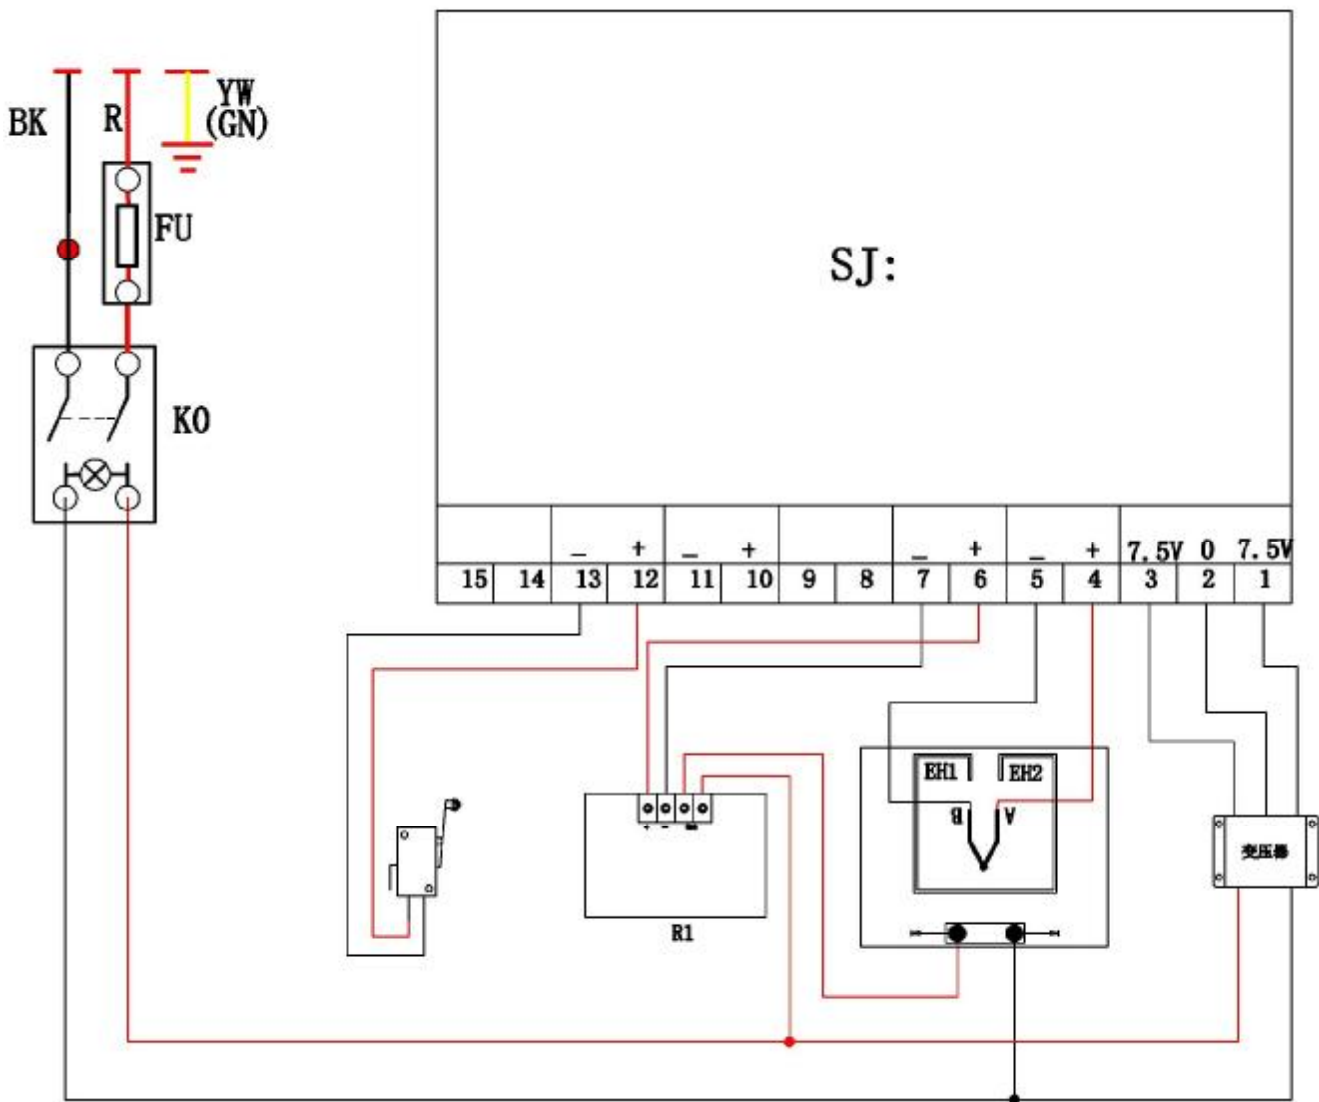 BK
R
YW
(GN)
FU
K0
SJ:
− + − + − + − + 7.5V 0 7.5V
15 14 13 12 11 10 9 8 7 6 5 4 3 2 1
EH1 EH2
B A
变压器
+ −
R1